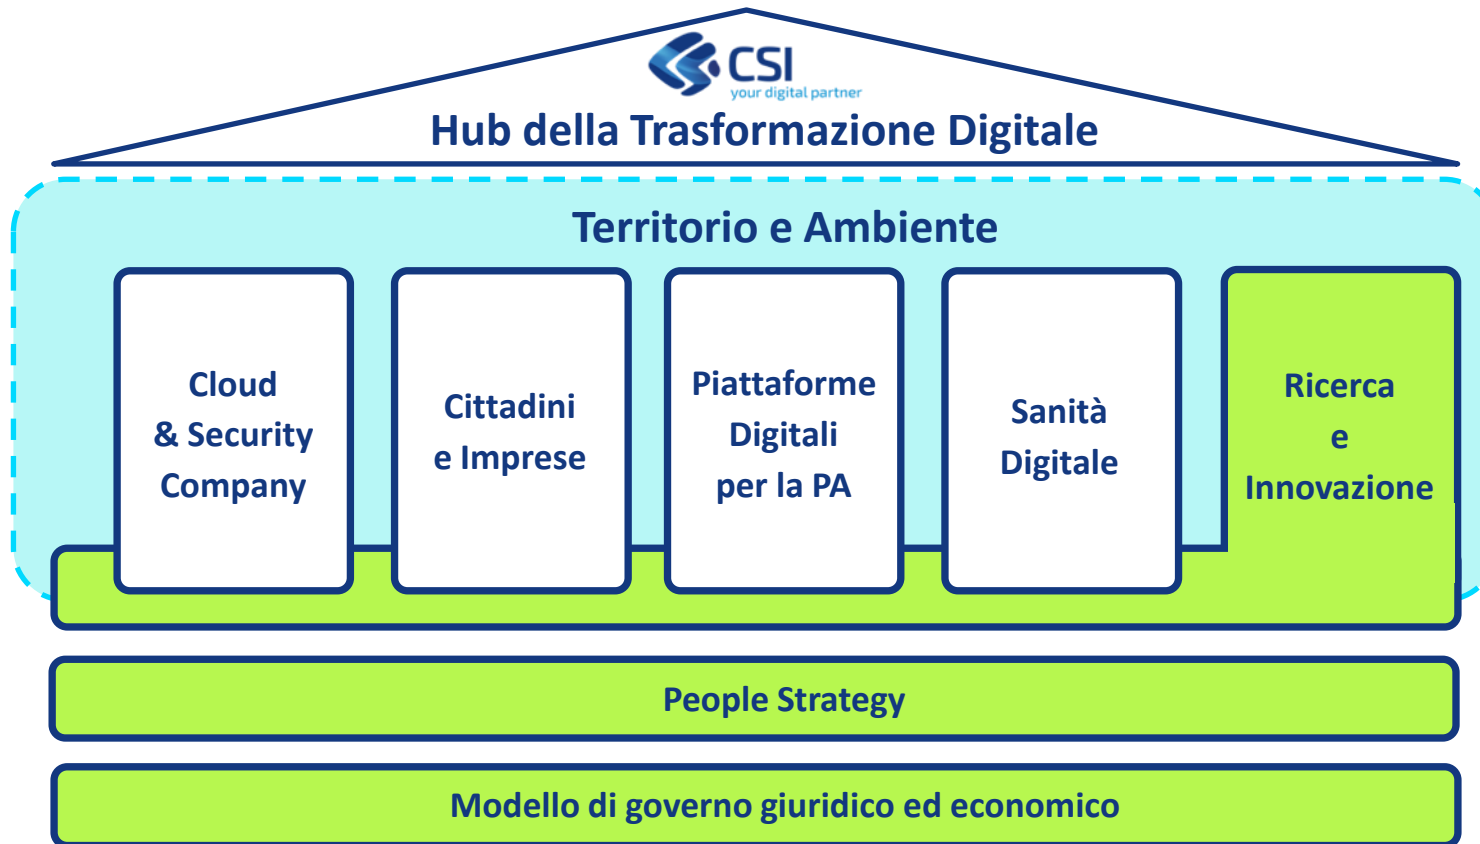 CSI
your digital partner
Hub della Trasformazione Digitale
Territorio e Ambiente
Cloud
& Security
Company
Cittadini
e Imprese
Piattaforme
Digitali
per la PA
Sanità
Digitale
Ricerca
e
Innovazione
People Strategy
Modello di governo giuridico ed economico